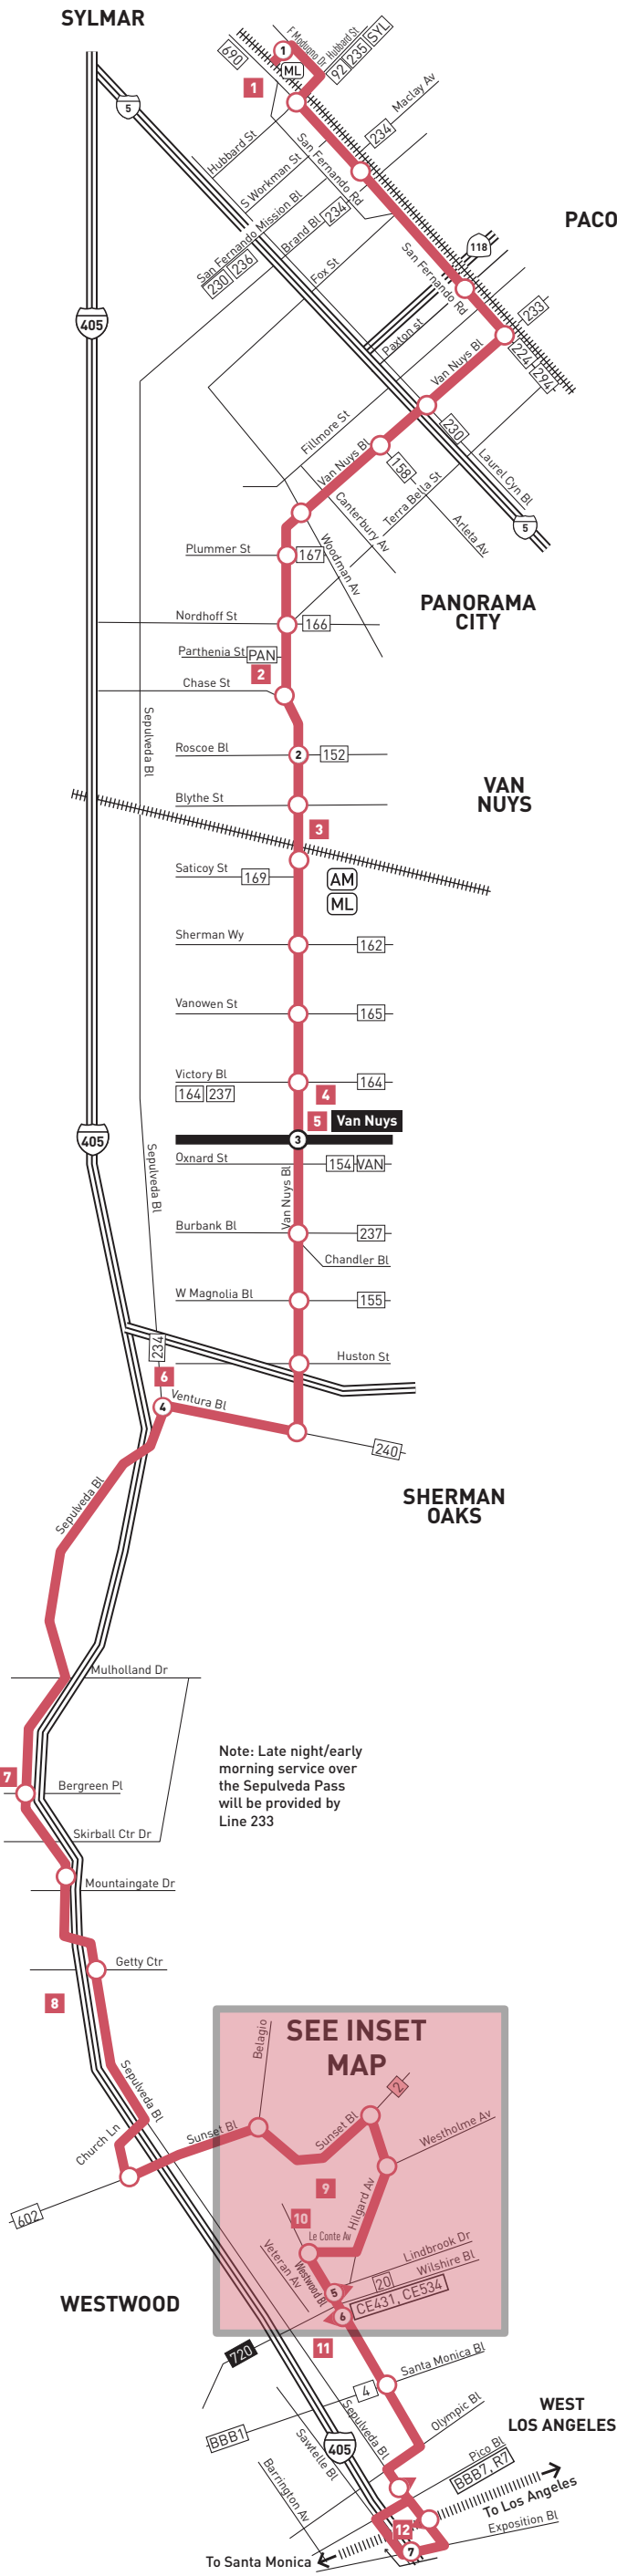 SYLMAR
F Moduono Dr
Hubbard St
92 235 SYL
690
1
ML
1
5
Maclay Av
234
Hubbard St
San Fernando Rd
S Workman St
San Fernando Mission Bl
230 236
Brand Bl
234
Fox St
PACO
118
San Fernando Rd
405
Paxton st
233
224 294
Van Nuys Bl
230
Fillmore St
Van Nuys Bl
158
Laurel Cyn Bl
Canterbury Av
Terra Bella St
Arleta Av
5
Plummer St
167
Woodman Av
PANORAMA
CITY
Nordhoff St
166
Parthenia St
PAN
2
Chase St
Sepulveda Bl
Roscoe Bl
2
152
VAN
NUYS
Blythe St
3
Saticoy St
169
AM
ML
Sherman Wy
162
Vanowen St
165
Victory Bl
164
164 237
4
5
Van Nuys
405
3
Oxnard St
154 VAN
Sepulveda Bl
Van Nuys Bl
Burbank Bl
237
Chandler Bl
W Magnolia Bl
155
234
Huston St
6
4
Ventura Bl
240
SHERMAN
OAKS
Sepulveda Bl
Mulholland Dr
Note: Late night/early
morning service over
the Sepulveda Pass
will be provided by
Line 233
7
Bergreen Pl
Skirball Ctr Dr
Mountaingate Dr
Getty Ctr
8
SEE INSET
MAP
Belagio
Sepulveda Bl
Church Ln
Sunset Bl
Sunset Bl
2
Westholme Av
602
9
Hilgard Av
10
Le Conte Av
Veteran Av
Westwood Bl
Lindbrook Dr
20
Wilshire Bl
5
CE431, CE534
6
WESTWOOD
11
720
Santa Monica Bl
4
BBB1
Sepulveda Bl
Olympic Bl
WEST
LOS ANGELES
405
Sawtelle Bl
Pico Bl
BBB7, R7
Barrington Av
To Los Angeles
Exposition Bl
12
7
To Santa Monica